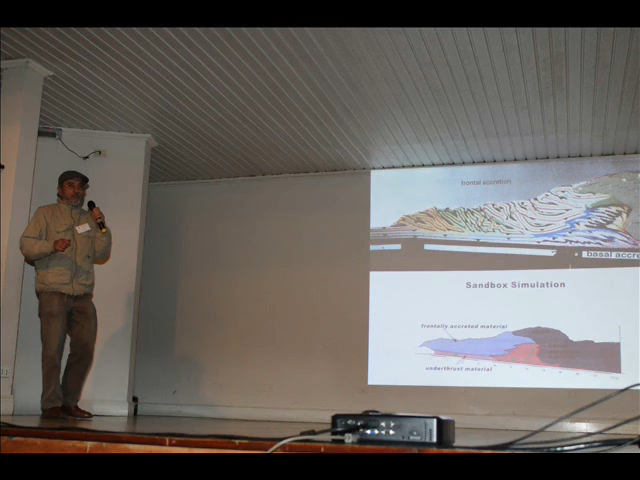 frontal accretion
basal accre
Sandbox Simulation
frontally accreted material
underthrust material